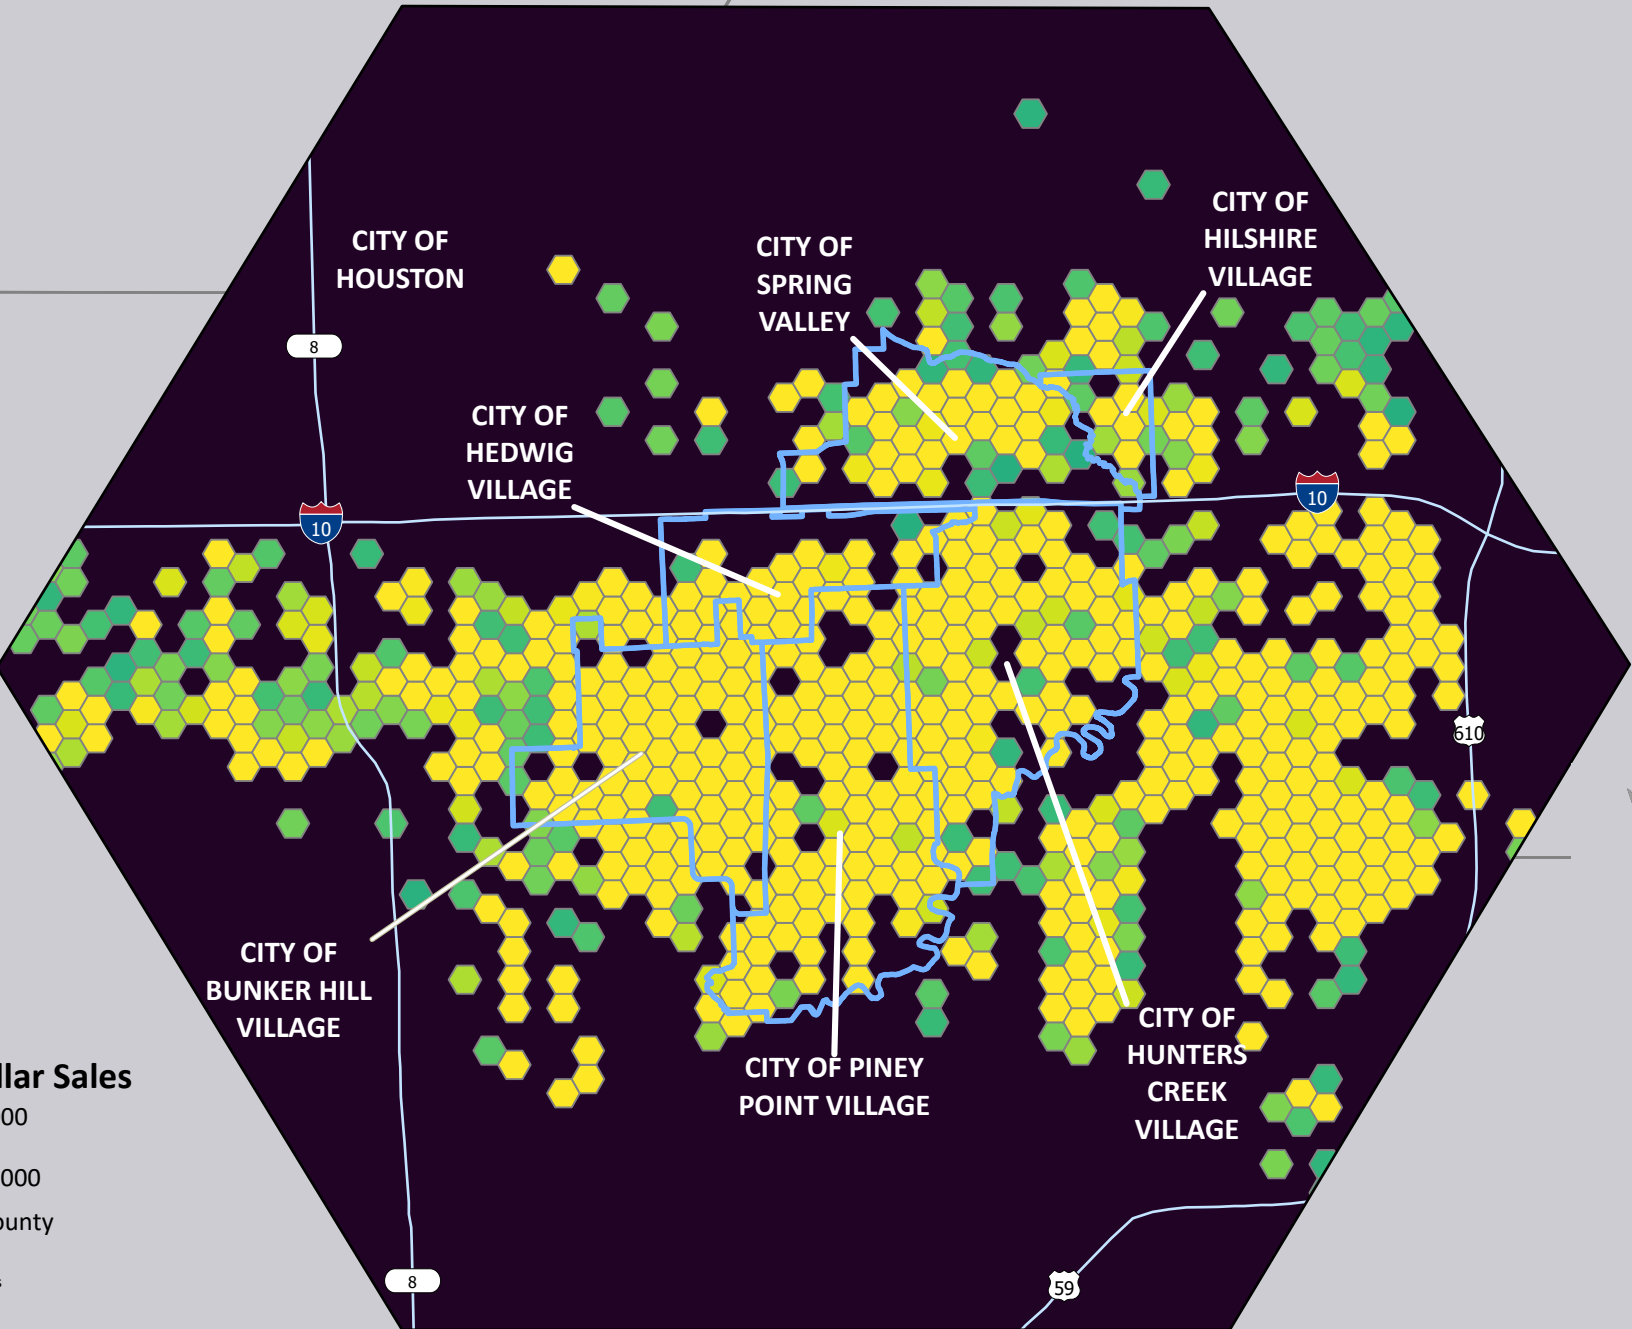 CITY OF
HILSHIRE
VILLAGE
CITY OF
HOUSTON
CITY OF
SPRING
VALLEY
8
CITY OF
HEDWIG
VILLAGE
10
10
610
CITY OF
BUNKER HILL
VILLAGE
CITY OF PINEY
POINT VILLAGE
CITY OF
HUNTERS
CREEK
VILLAGE
llar Sales
00
000
ounty
s
8
59